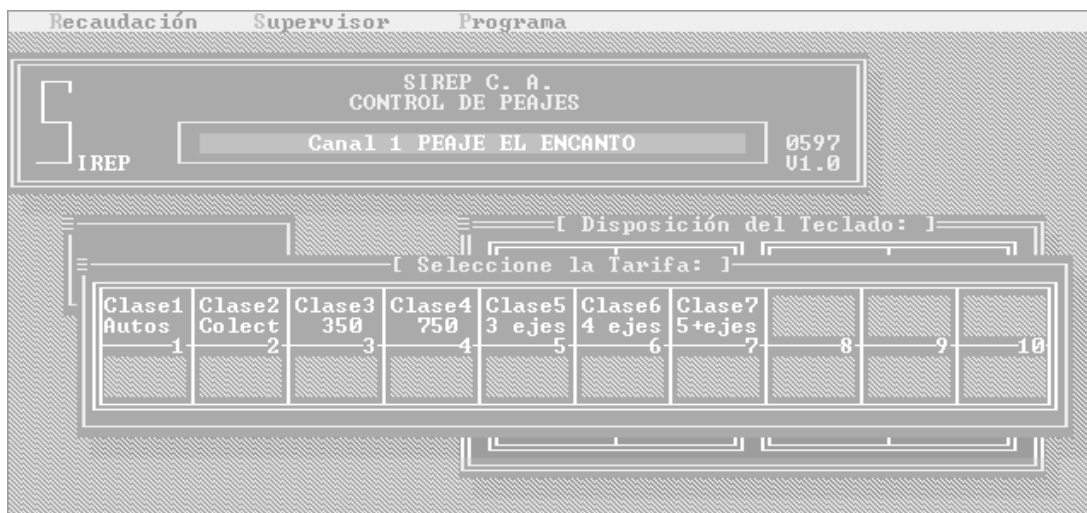 Recaudación Supervisor Programa
SIREP C. A.
CONTROL DE PEAJES
Canal 1 PEAJE EL ENCANTO
0597
SIREP
V1.0
[ Disposición del Teclado: ]
[ Seleccione la Tarifa: ]
Clase1 Clase2 Clase3 Clase4 Clase5 Clase6 Clase7
Autos Colect 350 750 3 ejes 4 ejes 5+ejes
1 2 3 4 5 6 7 8 9 10